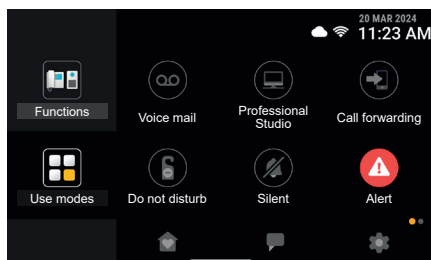 20 MAR 2024
11:23 AM
Functions
Voice mail
Professional
Studio
Call forwarding
Use modes
Do not disturb
Silent
Alert